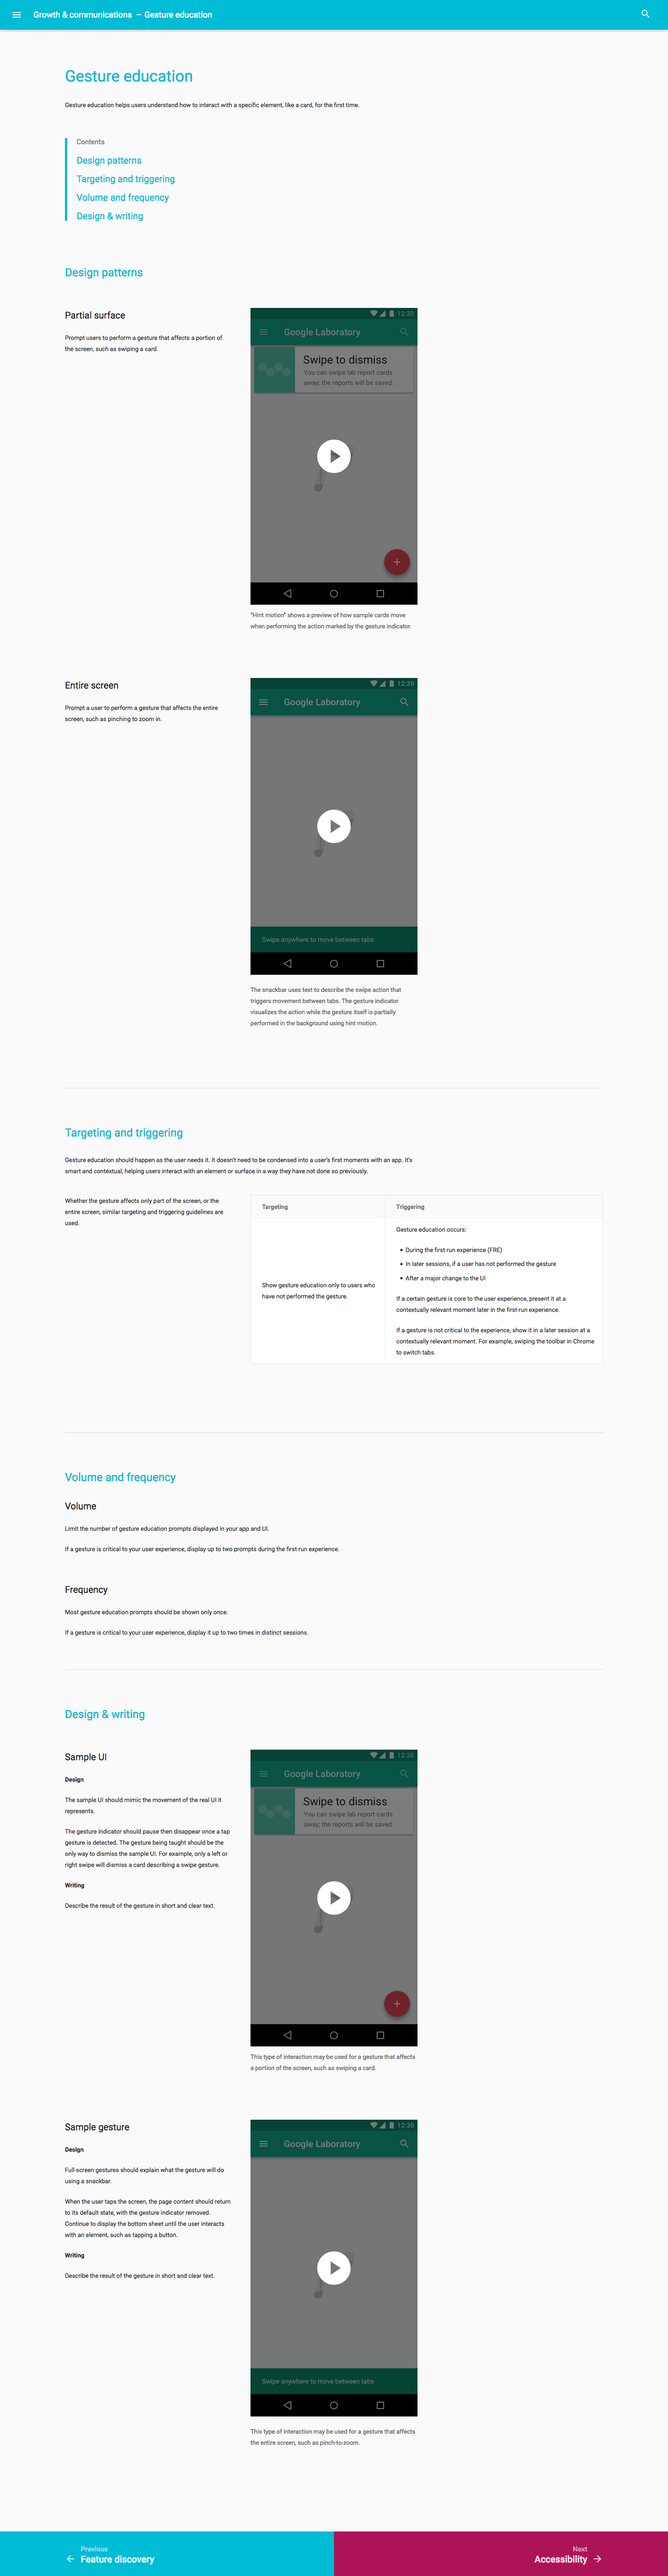 Growth & communications – Gesture education
Gesture education
Gesture education helps users understand how to interact with a specific element, like a card, for the first time.
Contents
Design patterns
Targeting and triggering
Volume and frequency
Design & writing
Design patterns
Partial surface
Prompt users to perform a gesture that affects a portion of
the screen, such as swiping a card.
12:30
Google Laboratory
Swipe to dismiss
You can swipe lab report cards
away; the reports will be saved.
"Hint motion" shows a preview of how sample cards move
when performing the action marked by the gesture indicator.
Entire screen
Prompt a user to perform a gesture that affects the entire
screen, such as pinching to zoom in.
12:30
Google Laboratory
Swipe anywhere to move between tabs
The snackbar uses text to describe the swipe action that
triggers movement between tabs. The gesture indicator
visualizes the action while the gesture itself is partially
performed in the background using hint motion.
Targeting and triggering
Gesture education should happen as the user needs it. It doesn't need to be condensed into a user's first moments with an app. It's
smart and contextual, helping users interact with an element or surface in a way they have not done so previously.
Whether the gesture affects only part of the screen, or the
entire screen, similar targeting and triggering guidelines are
used.
Targeting
Triggering
Show gesture education only to users who
have not performed the gesture.
Gesture education occurs:
• During the first-run experience (FRE)
• In later sessions, if a user has not performed the gesture
• After a major change to the UI
If a certain gesture is core to the user experience, present it at a
contextually relevant moment later in the first-run experience.
If a gesture is not critical to the experience, show it in a later session at a
contextually relevant moment. For example, swiping the toolbar in Chrome
to switch tabs.
Volume and frequency
Volume
Limit the number of gesture education prompts displayed in your app and UI.
If a gesture is critical to your user experience, display up to two prompts during the first-run experience.
Frequency
Most gesture education prompts should be shown only once.
If a gesture is critical to your user experience, display it up to two times in distinct sessions.
Design & writing
Sample UI
Design
The sample UI should mimic the movement of the real UI it
represents.
The gesture indicator should pause then disappear once a tap
gesture is detected. The gesture being taught should be the
only way to dismiss the sample UI. For example, only a left or
right swipe will dismiss a card describing a swipe gesture.
Writing
Describe the result of the gesture in short and clear text.
12:30
Google Laboratory
Swipe to dismiss
You can swipe lab report cards
away; the reports will be saved.
This type of interaction may be used for a gesture that affects
a portion of the screen, such as swiping a card.
Sample gesture
Design
Full-screen gestures should explain what the gesture will do
using a snackbar.
When the user taps the screen, the page content should return
to its default state, with the gesture indicator removed.
Continue to display the bottom sheet until the user interacts
with an element, such as tapping a button.
Writing
Describe the result of the gesture in short and clear text.
12:30
Google Laboratory
Swipe anywhere to move between tabs
This type of interaction may be used for a gesture that affects
the entire screen, such as pinch-to-zoom.
Previous
Feature discovery
Next
Accessibility